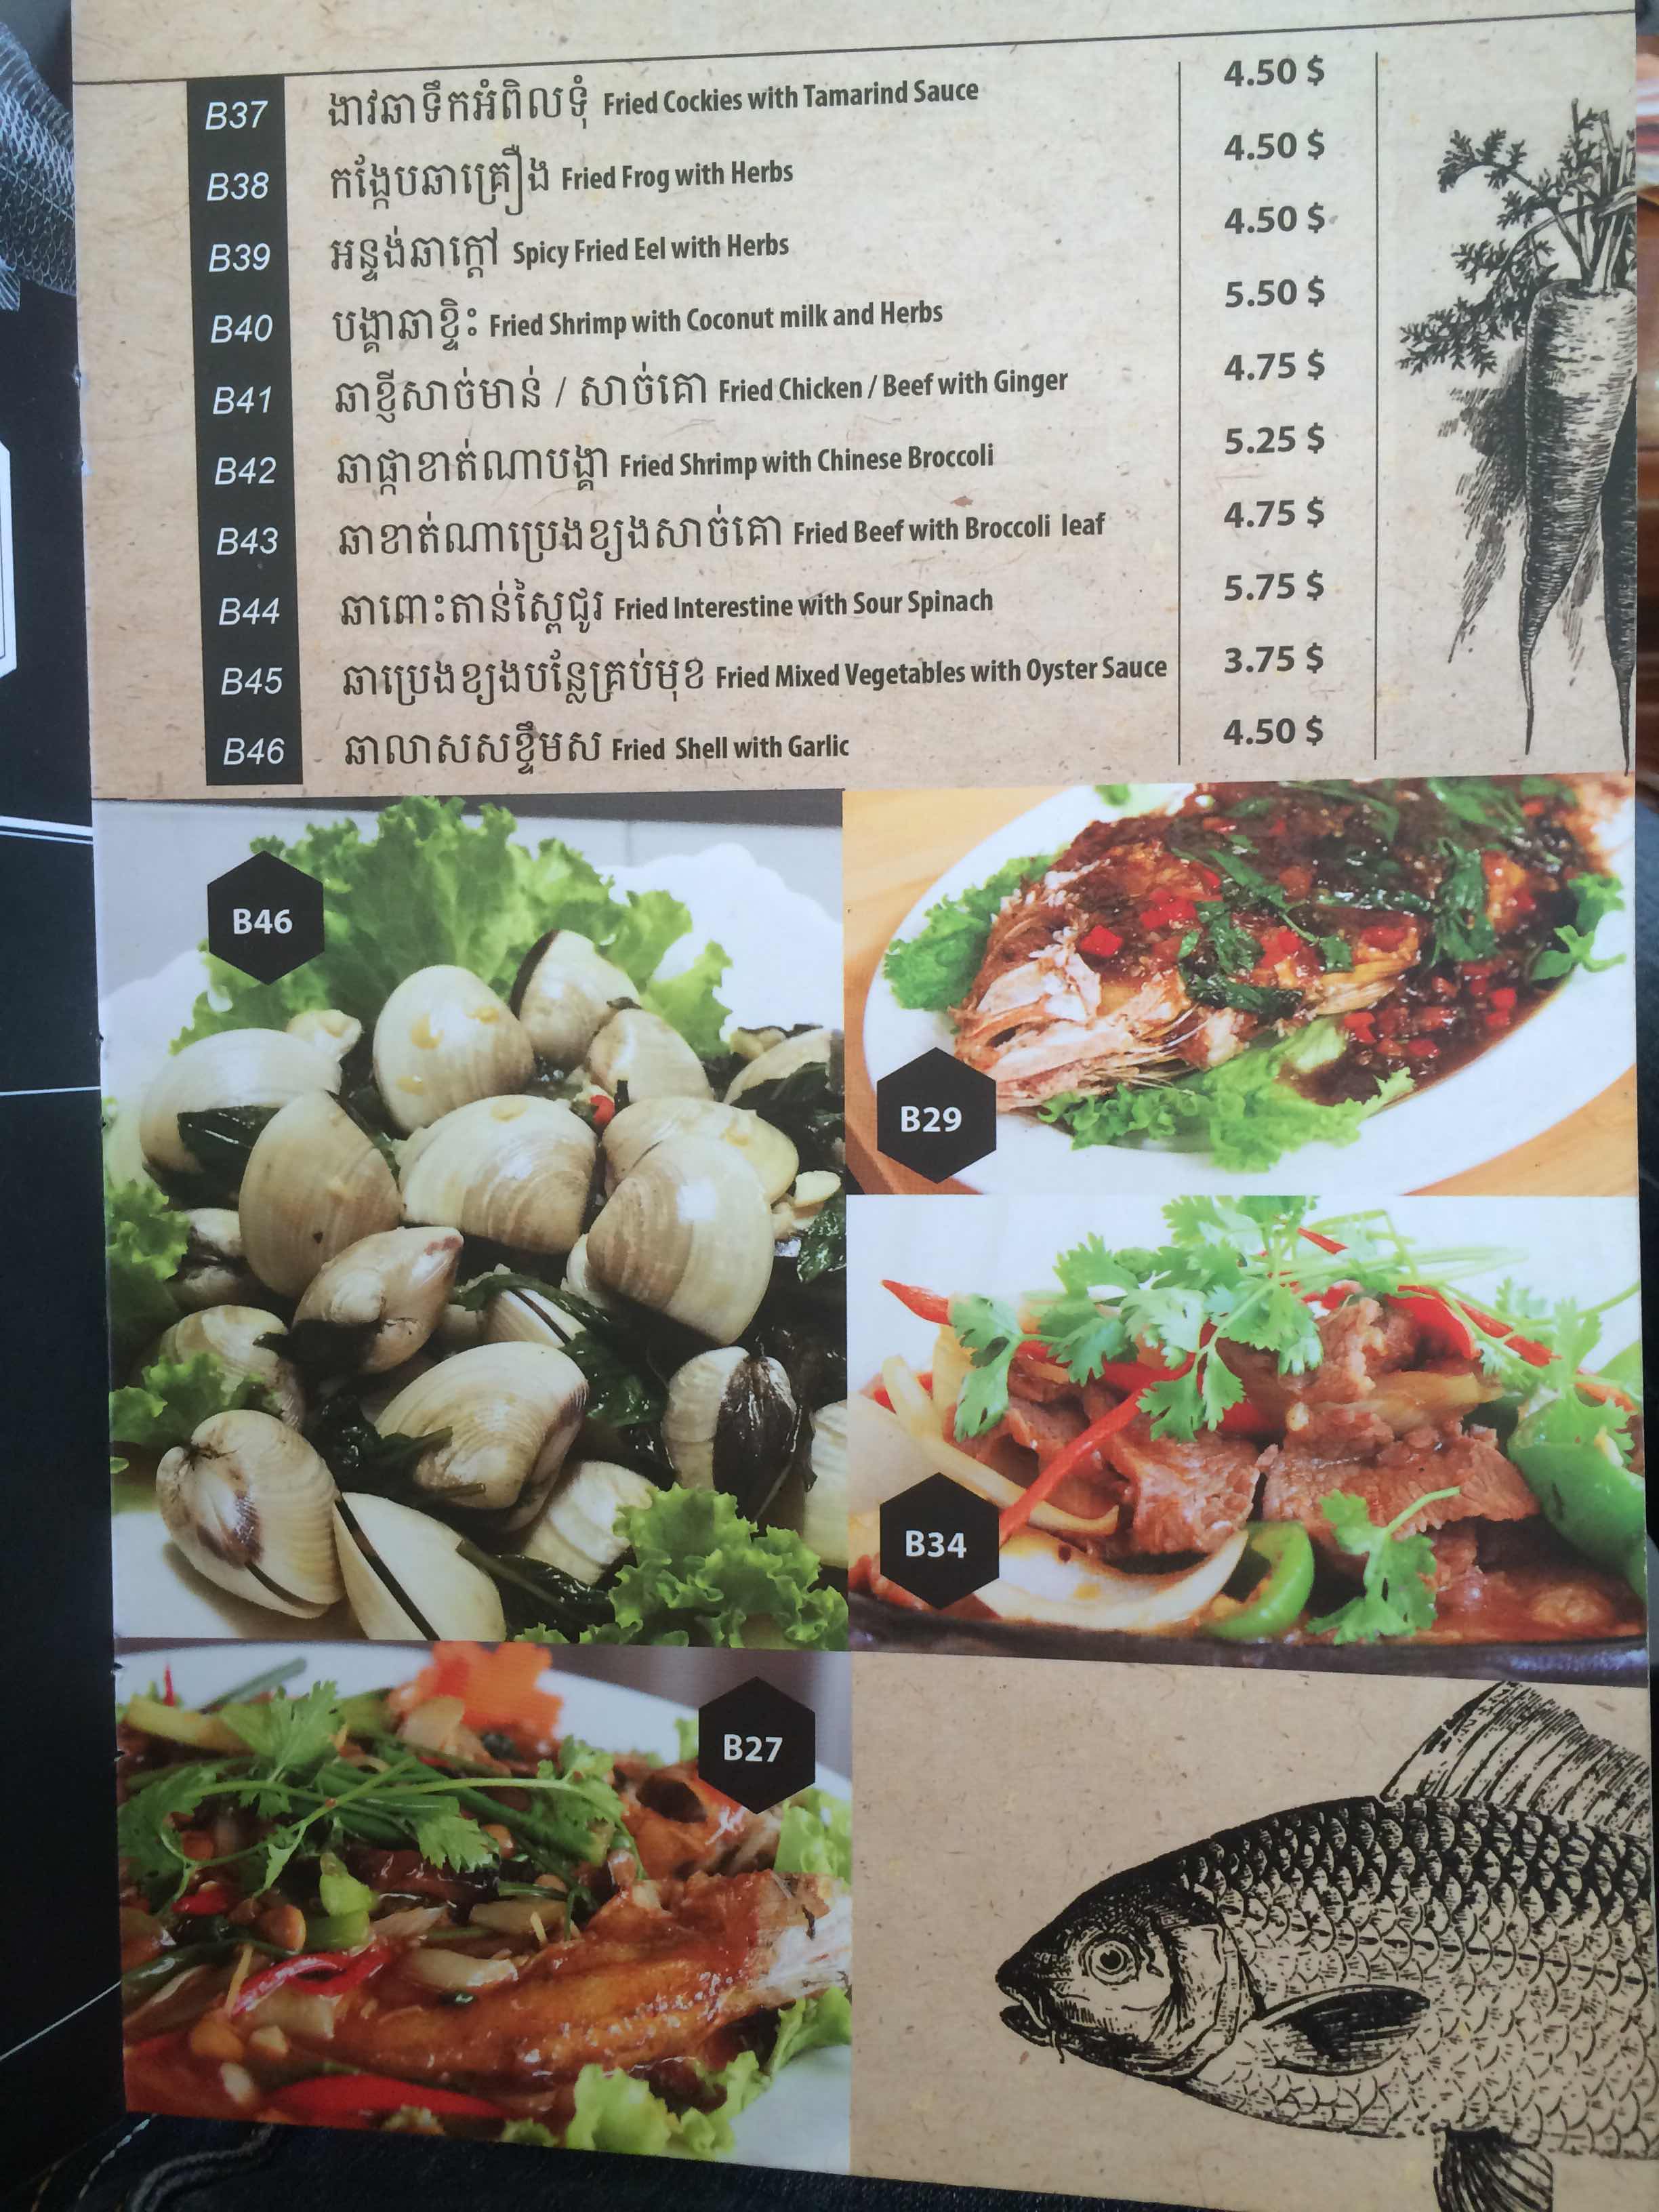 B37 ងាវឆាទឹកអំពិលទុំ Fried Cockies with Tamarind Sauce 4.50 $
B38 កង្កែបឆាគ្រឿង Fried Frog with Herbs 4.50 $
B39 អន្ទង់ឆាក្តៅ Spicy Fried Eel with Herbs 4.50 $
B40 បង្គាឆាខ្ទិះ Fried Shrimp with Coconut milk and Herbs 5.50 $
B41 ឆាខ្ញីសាច់មាន់ / សាច់គោ Fried Chicken / Beef with Ginger 4.75 $
B42 ឆាផ្កាខាត់ណាបង្គា Fried Shrimp with Chinese Broccoli 5.25 $
B43 ឆាខាត់ណាប្រេងខ្យងសាច់គោ Fried Beef with Broccoli leaf 4.75 $
B44 ឆាពោះតាន់ស្ពៃជូរ Fried Interestine with Sour Spinach 5.75 $
B45 ឆាប្រេងខ្យងបន្លែគ្រប់មុខ Fried Mixed Vegetables with Oyster Sauce 3.75 $
B46 ឆាលាសសខ្ទឹមស Fried Shell with Garlic 4.50 $
B46
B29
B34
B27